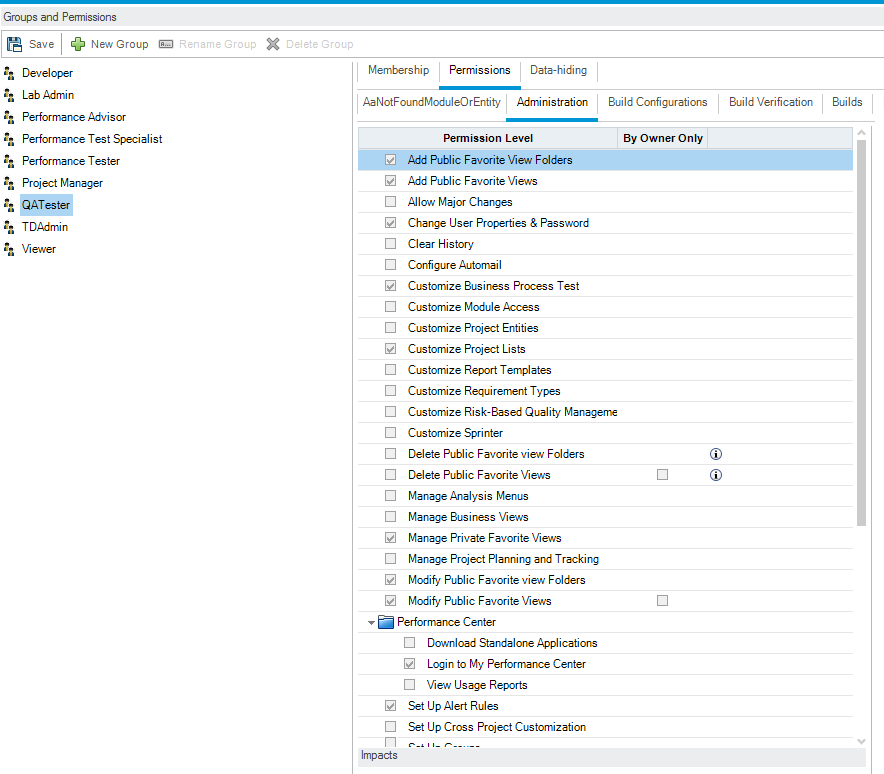 Groups and Permissions
Save New Group Rename Group Delete Group
Developer
Lab Admin
Performance Advisor
Performance Test Specialist
Performance Tester
Project Manager
QATester
TDAdmin
Viewer
Membership Permissions Data-hiding
AaNotFoundModuleOrEntity Administration Build Configurations Build Verification Builds
Permission Level By Owner Only
Add Public Favorite View Folders
Add Public Favorite Views
Allow Major Changes
Change User Properties & Password
Clear History
Configure Automail
Customize Business Process Test
Customize Module Access
Customize Project Entities
Customize Project Lists
Customize Report Templates
Customize Requirement Types
Customize Risk-Based Quality Manageme
Customize Sprinter
Delete Public Favorite view Folders
Delete Public Favorite Views
Manage Analysis Menus
Manage Business Views
Manage Private Favorite Views
Manage Project Planning and Tracking
Modify Public Favorite view Folders
Modify Public Favorite Views
Performance Center
Download Standalone Applications
Login to My Performance Center
View Usage Reports
Set Up Alert Rules
Set Up Cross Project Customization
Set Up Groups
Impacts